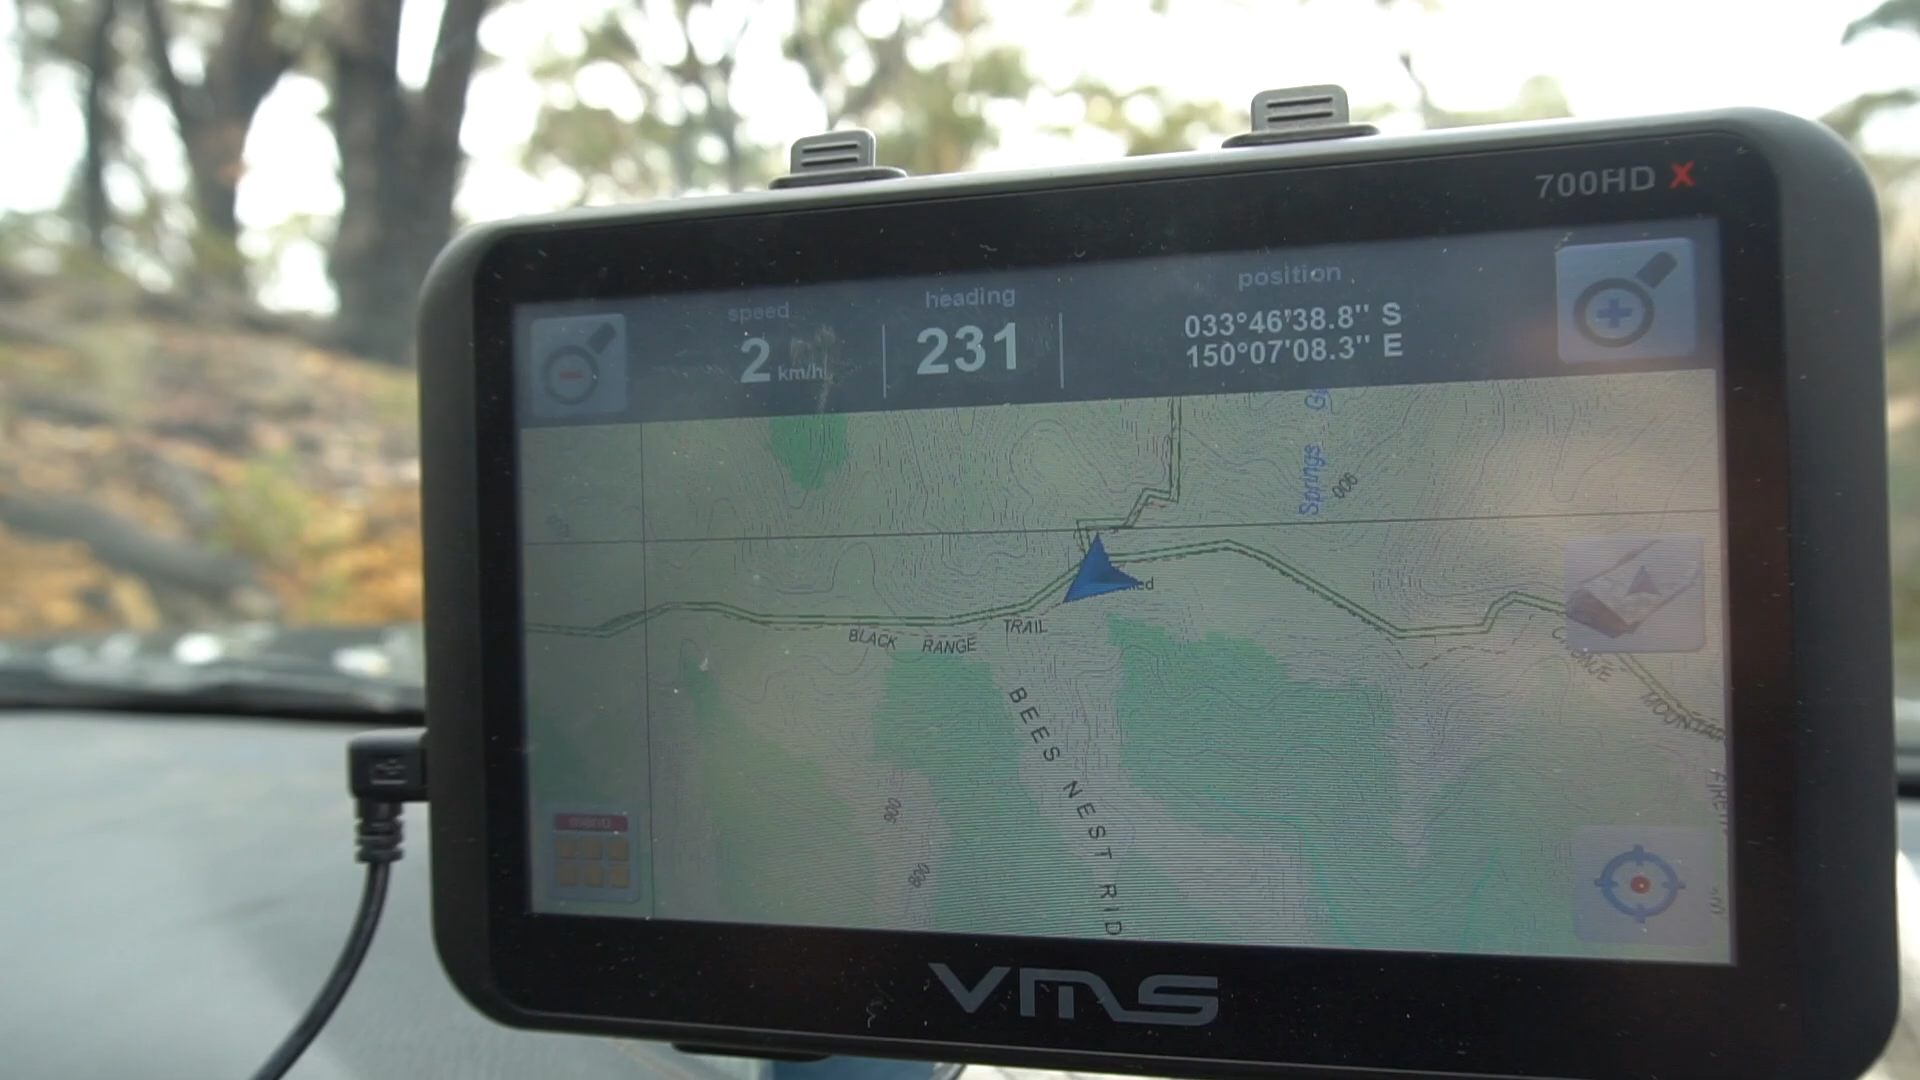 700HD X
speed
heading
position
2 km/h
231
033°46'38.8" S
150°07'08.3" E
Springs
900
BLACK RANGE TRAIL
BEES NEST RID
MOUNTAIN
900
800
VMS